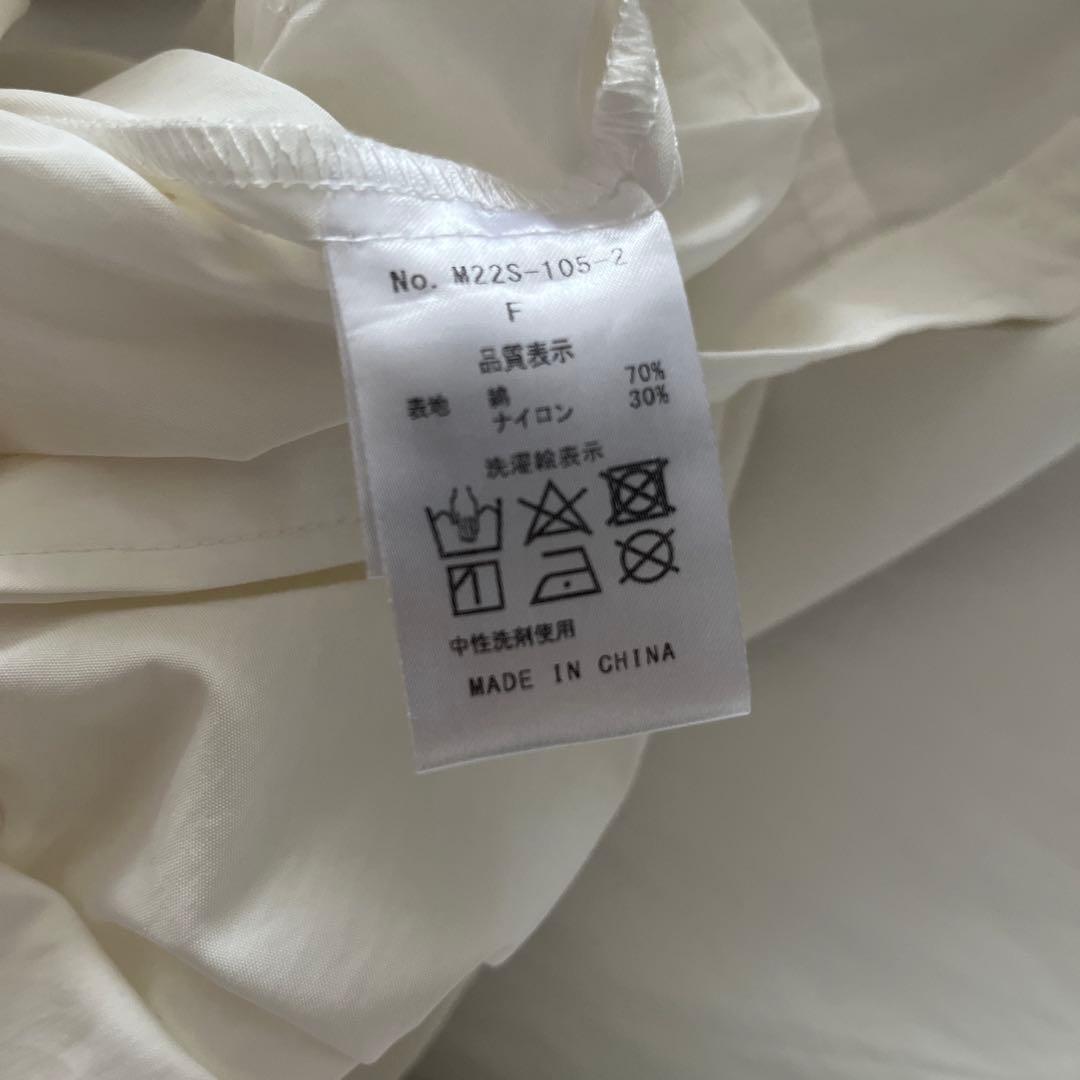 No. M22S-105-2
F
品質表示
表地 綿 70%
ナイロン 30%
洗濯絵表示
中性洗剤使用
MADE IN CHINA